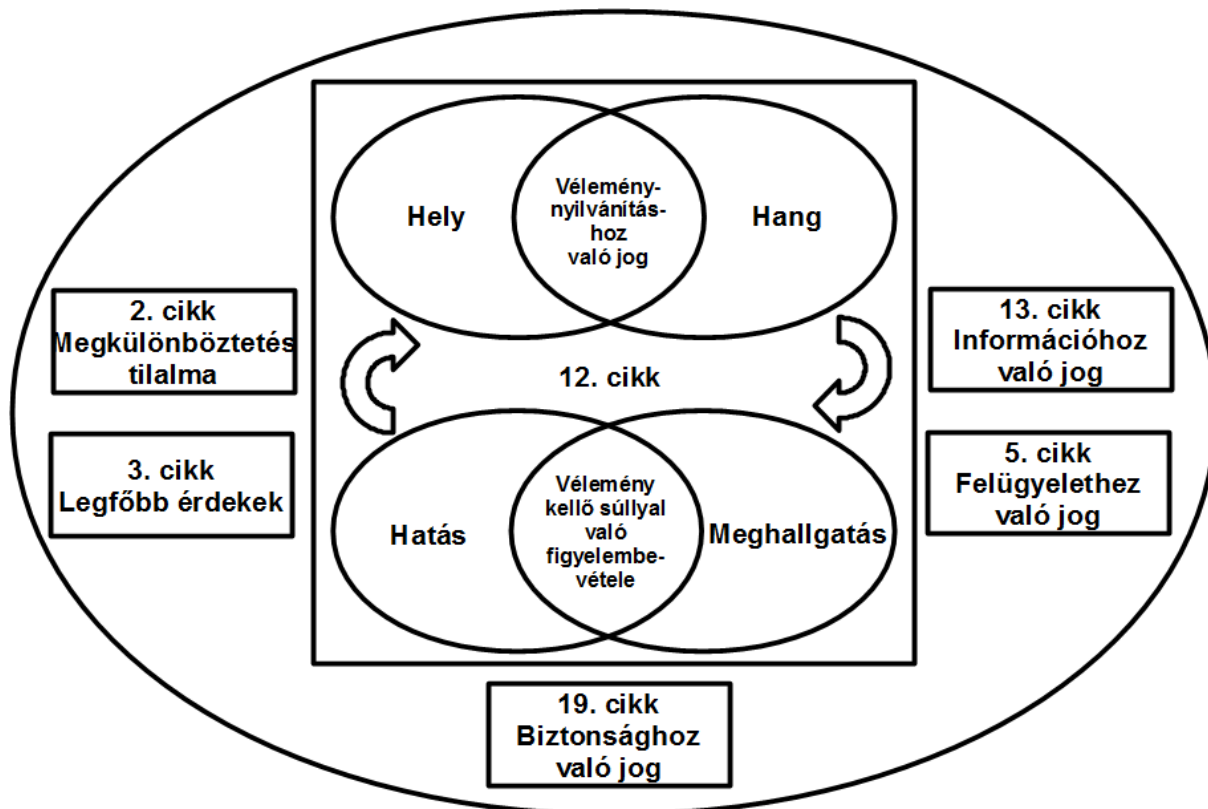 Hely
Vélemény-
nyilvánítás-
hoz
való jog
Hang
2. cikk
Megkülönböztetés
tilalma
13. cikk
Információhoz
való jog
12. cikk
3. cikk
Legfőbb érdekek
5. cikk
Felügyelethez
való jog
Hatás
Vélemény
kellő súllyal
való
figyelembe-
vétele
Meghallgatás
19. cikk
Biztonsághoz
való jog